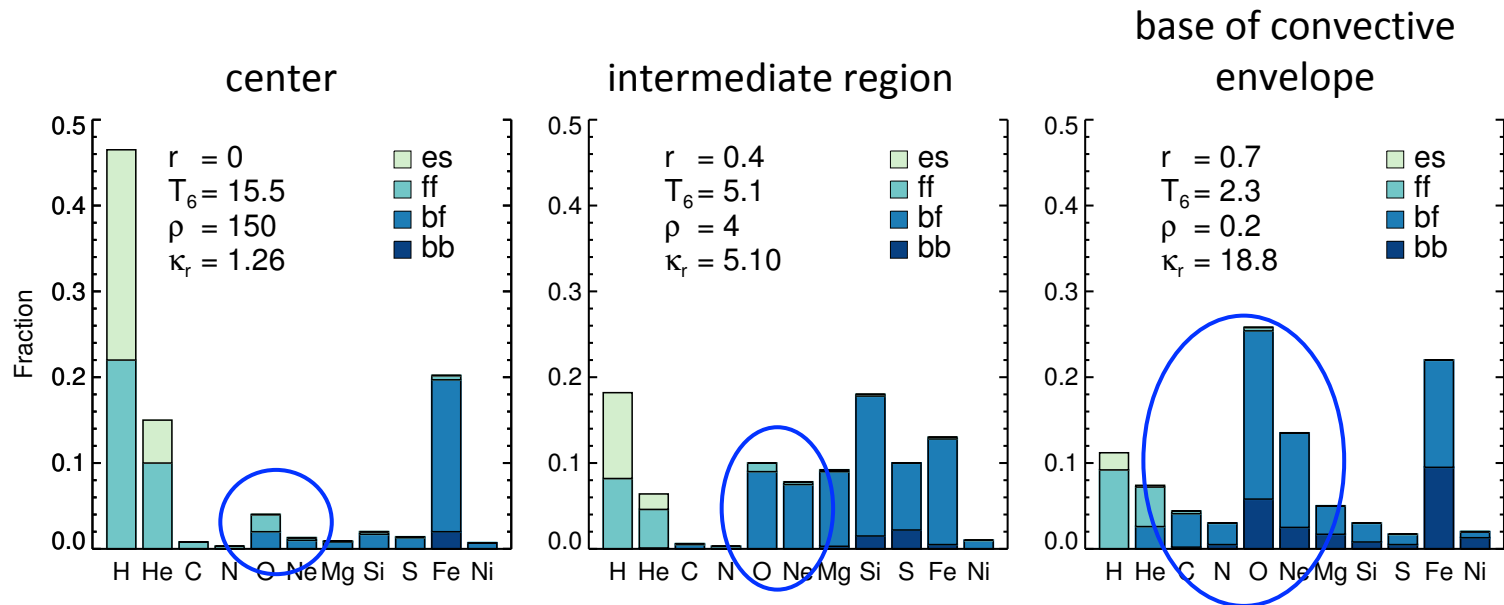 center
intermediate region
base of convective
envelope
Fraction
0.5
0.4
0.3
0.2
0.1
0.0
r = 0
T6 = 15.5
ρ = 150
κr = 1.26
es
ff
bf
bb
H He C N O Ne Mg Si S Fe Ni
0.5
0.4
0.3
0.2
0.1
0.0
r = 0.4
T6 = 5.1
ρ = 4
κr = 5.10
es
ff
bf
bb
H He C N O Ne Mg Si S Fe Ni
0.5
0.4
0.3
0.2
0.1
0.0
r = 0.7
T6 = 2.3
ρ = 0.2
κr = 18.8
es
ff
bf
bb
H He C N O Ne Mg Si S Fe Ni